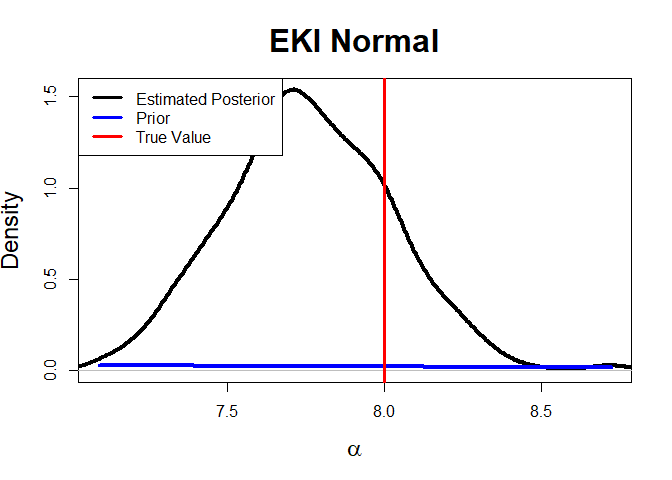 EKI Normal
Estimated Posterior
Prior
True Value
Density
1.5
1.0
0.5
0.0
7.5 8.0 8.5
α